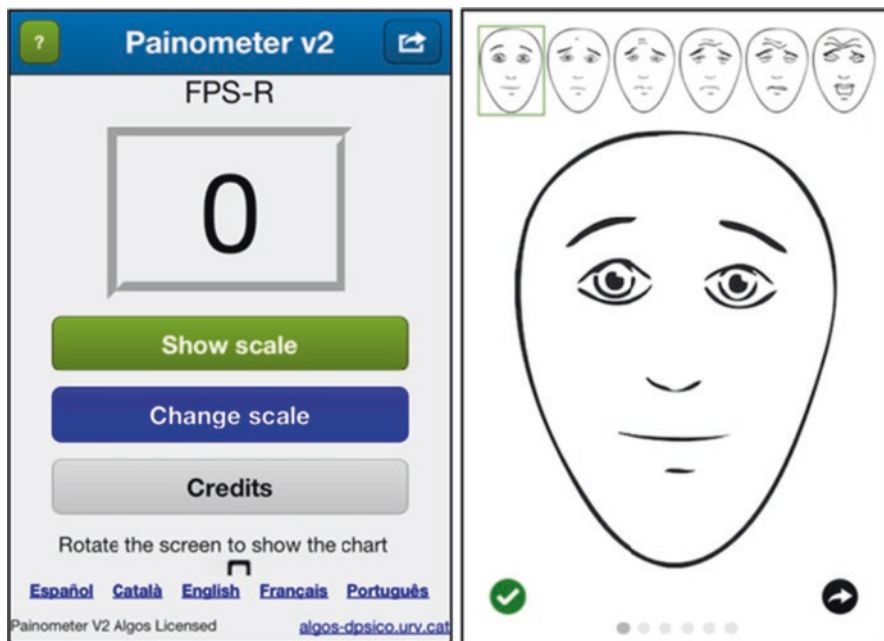 ?
Painometer v2
FPS-R
0
Show scale
Change scale
Credits
Rotate the screen to show the chart
Español Català English Français Português
Painometer V2 Algos Licensed algos-dpsico.urv.cat